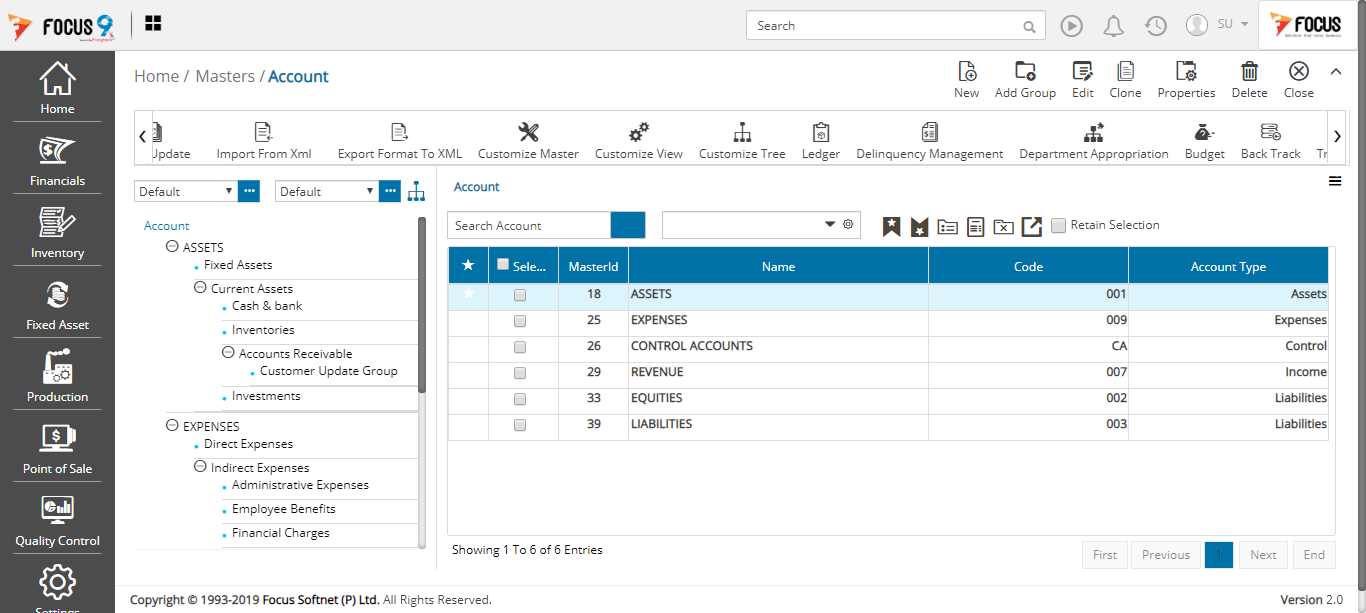 FOCUS 9
Search
SU
FOCUS
Home / Masters / Account
New
Add Group
Edit
Clone
Properties
Delete
Close
Update
Import From Xml
Export Format To XML
Customize Master
Customize View
Customize Tree
Ledger
Delinquency Management
Department Appropriation
Budget
Back Track
Tr
Home
Financials
Inventory
Fixed Asset
Production
Point of Sale
Quality Control
Settings
Default
Default
Account
ASSETS
Fixed Assets
Current Assets
Cash & bank
Inventories
Accounts Receivable
Customer Update Group
Investments
EXPENSES
Direct Expenses
Indirect Expenses
Administrative Expenses
Employee Benefits
Financial Charges
Account
Search Account
Retain Selection
Sele... MasterId Name Code Account Type
18 ASSETS 001 Assets
25 EXPENSES 009 Expenses
26 CONTROL ACCOUNTS CA Control
29 REVENUE 007 Income
33 EQUITIES 002 Liabilities
39 LIABILITIES 003 Liabilities
Showing 1 To 6 of 6 Entries
First Previous 1 Next End
Copyright © 1993-2019 Focus Softnet (P) Ltd. All Rights Reserved.
Version 2.0